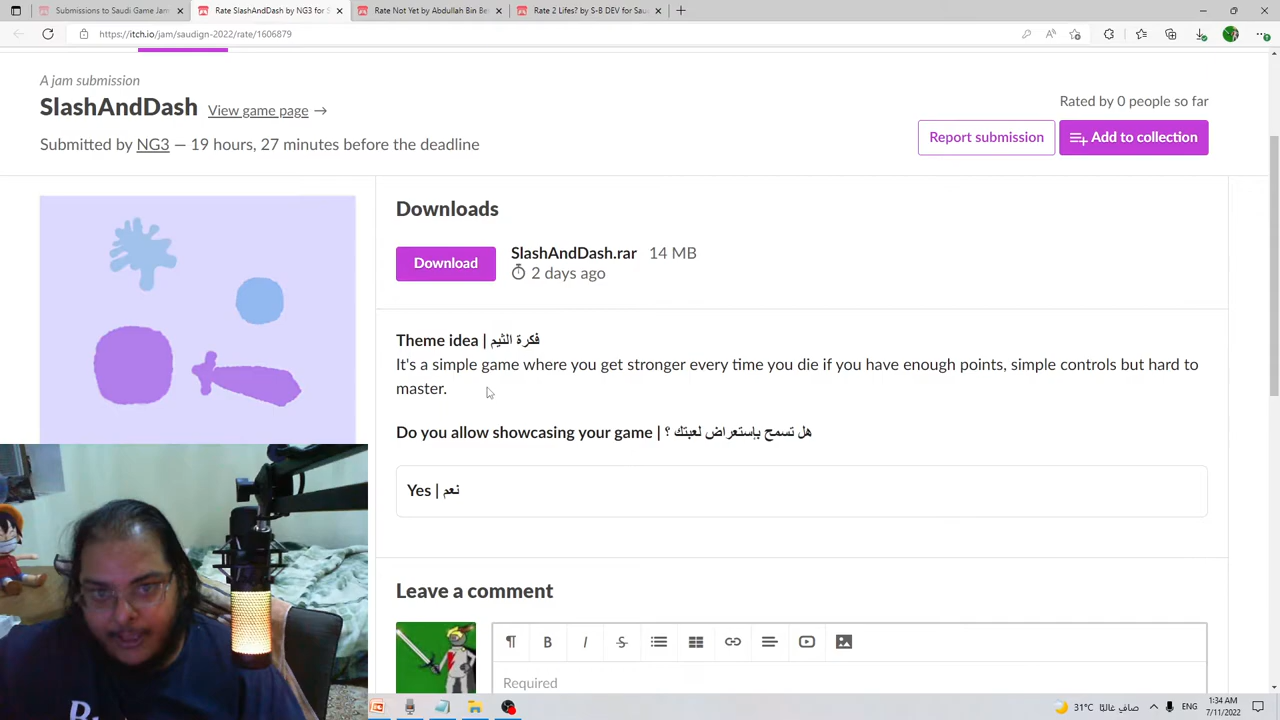 Submissions to Saudi Game Jam
Rate SlashAndDash by NG3 for S
Rate Not Yet by Abdullah Bin Be
Rate 2 Lifes? by S-B DEV for Sau
https://itch.io/jam/saudign-2022/rate/1606879
A jam submission
SlashAndDash View game page →
Rated by 0 people so far
Submitted by NG3 — 19 hours, 27 minutes before the deadline
Report submission
Add to collection
Downloads
Download
SlashAndDash.rar 14 MB
2 days ago
Theme idea | فكرة الثيم
It's a simple game where you get stronger every time you die if you have enough points, simple controls but hard to
master.
Do you allow showcasing your game | هل تسمح بإستعراض لعبتك ؟
Yes | نعم
Leave a comment
¶ B I S
Required
31°C صافٍ غالبًا
ENG
1:34 AM
7/11/2022